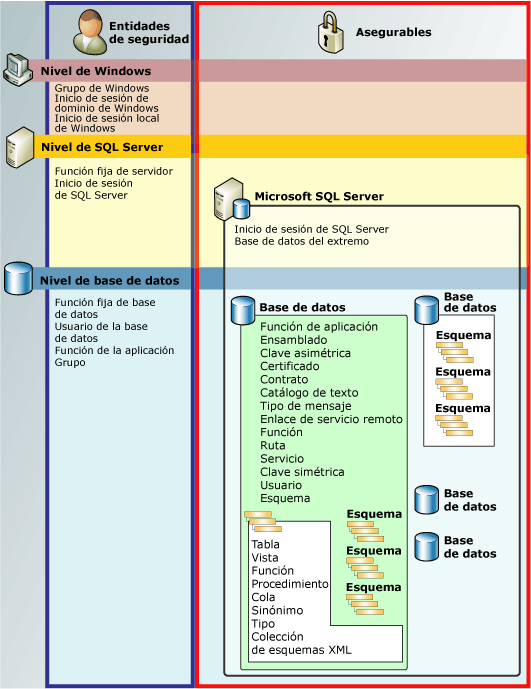 Entidades
de seguridad
Asegurables
Nivel de Windows
Grupo de Windows
Inicio de sesión de
dominio de Windows
Inicio de sesión local
de Windows
Nivel de SQL Server
Función fija de servidor
Inicio de sesión
de SQL Server
Microsoft SQL Server
Inicio de sesión de SQL Server
Base de datos del extremo
Nivel de base de datos
Función fija de base
de datos
Usuario de la base
de datos
Función de la aplicación
Grupo
Base de datos
Función de aplicación
Ensamblado
Clave asimétrica
Certificado
Contrato
Catálogo de texto
Tipo de mensaje
Enlace de servicio remoto
Función
Ruta
Servicio
Clave simétrica
Usuario
Esquema
Tabla
Vista
Función
Procedimiento
Cola
Sinónimo
Tipo
Colección
de esquemas XML
Esquema
Esquema
Esquema
Base
de datos
Esquema
Esquema
Esquema
Base
de datos
Base
de datos